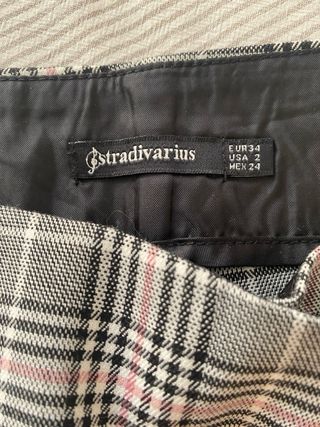 stradivarius
EUR 34
USA 2
MEX 24